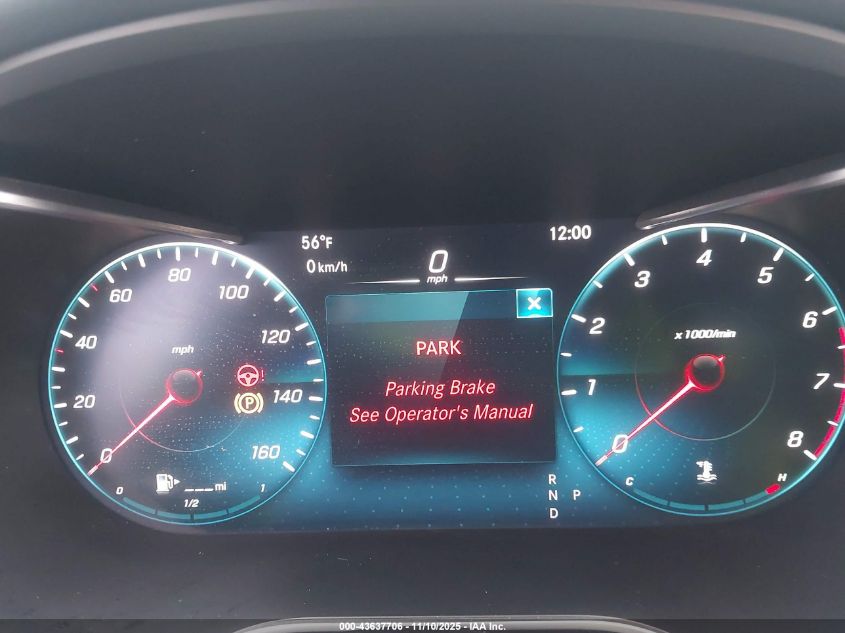 56°F
0 km/h
0
mph
12:00
PARK
Parking Brake
See Operator's Manual
0
20
40
60
80
100
120
140
160
mph
P
___mi
0
1/2
1
0
1
2
3
4
5
6
7
8
x 1000/min
C
H
R
N P
D
000-43637706 - 11/10/2025 - IAA Inc.